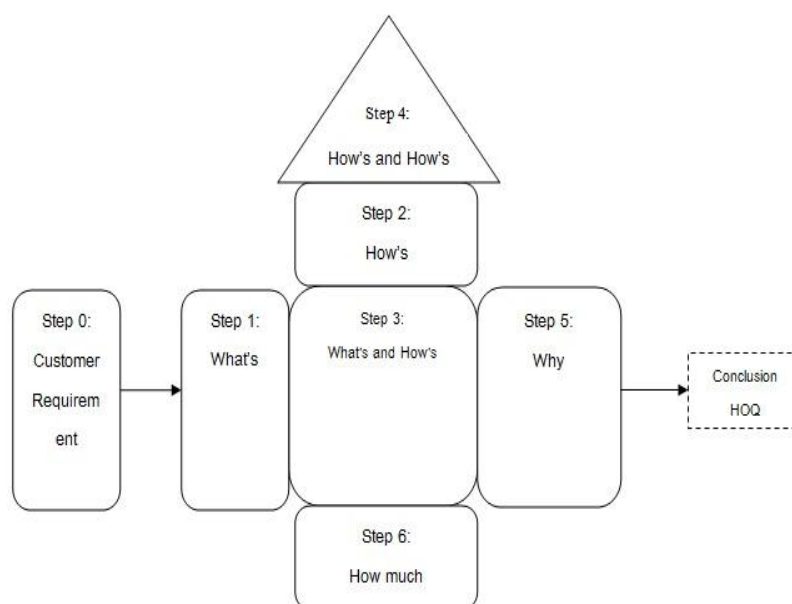 Step 4:
How's and How's
Step 2:
How's
Step 0:
Customer
Requirem
ent
Step 1:
What's
Step 3:
What's and How's
Step 5:
Why
Conclusion
HOQ
Step 6:
How much